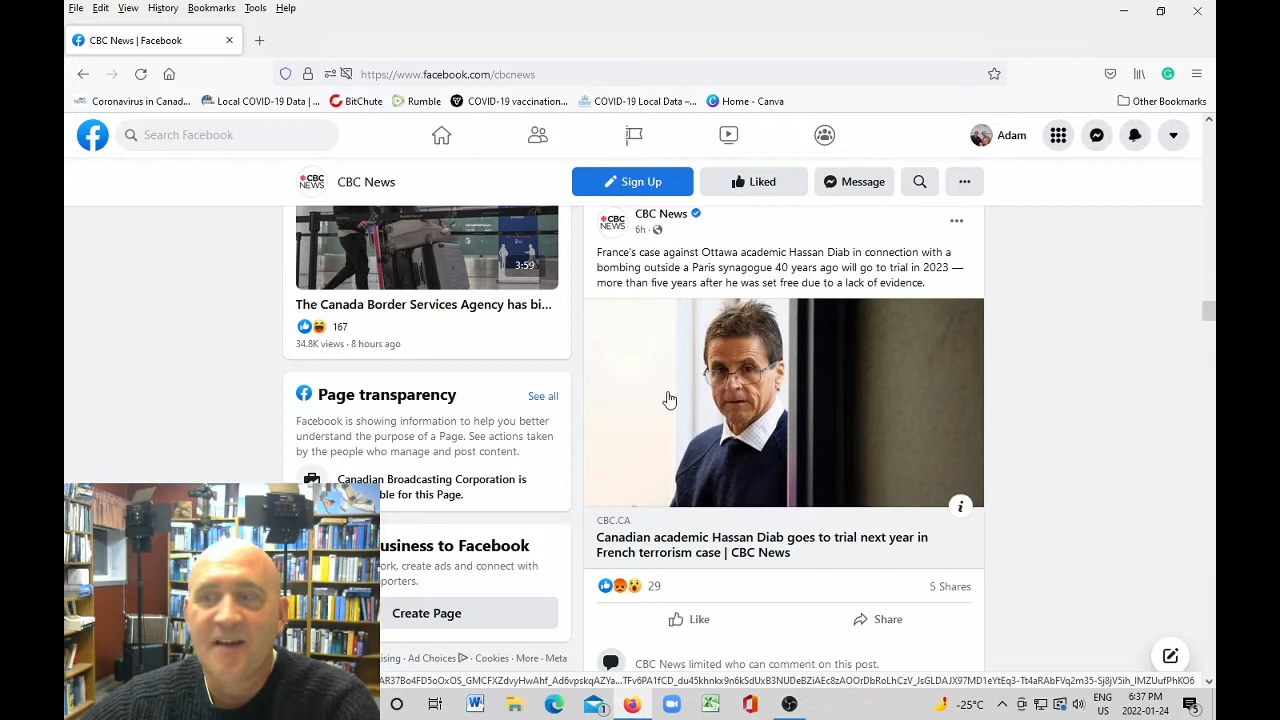 File Edit View History Bookmarks Tools Help
CBC News | Facebook
https://www.facebook.com/cbcnews
Coronavirus in Canad... Local COVID-19 Data | ... BitChute Rumble COVID-19 vaccination... COVID-19 Local Data –... Home - Canva Other Bookmarks
Search Facebook
Adam
CBC NEWS
CBC News
Sign Up
Liked
Message
3:59
The Canada Border Services Agency has bi...
167
34.8K views · 8 hours ago
Page transparency
See all
Facebook is showing information to help you better
understand the purpose of a Page. See actions taken
by the people who manage and post content.
Canadian Broadcasting Corporation is
ble for this Page.
usiness to Facebook
ork, create ads and connect with
porters.
Create Page
ising · Ad Choices · Cookies · More · Meta
CBC NEWS
CBC News
6h
France's case against Ottawa academic Hassan Diab in connection with a
bombing outside a Paris synagogue 40 years ago will go to trial in 2023 —
more than five years after he was set free due to a lack of evidence.
CBC.CA
Canadian academic Hassan Diab goes to trial next year in
French terrorism case | CBC News
29
5 Shares
Like
Share
CBC News limited who can comment on this post.
-25°C
ENG
US
6:37 PM
2022-01-24
5